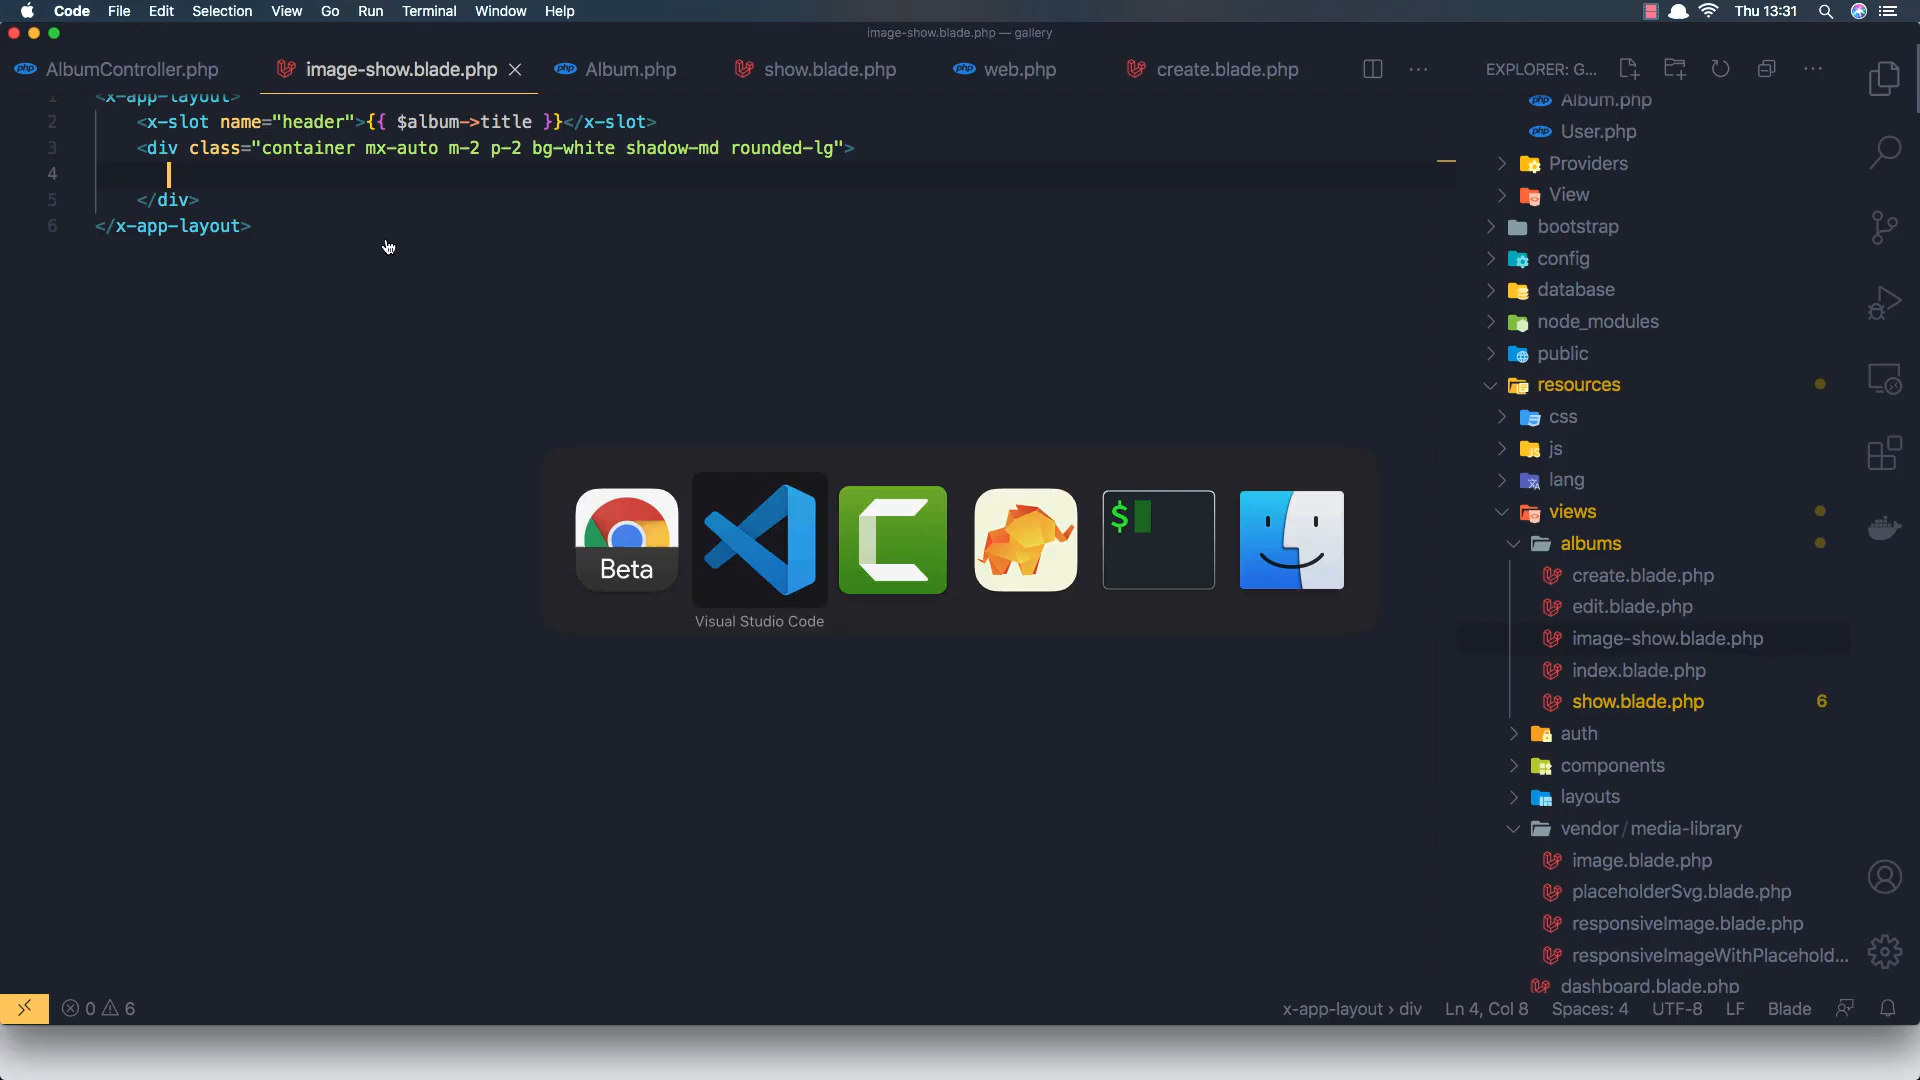 Code File Edit Selection View Go Run Terminal Window Help Thu 13:31
image-show.blade.php — gallery
AlbumController.php image-show.blade.php Album.php show.blade.php web.php create.blade.php
1 <x-app-layout>
2 <x-slot name="header">{{ $album->title }}</x-slot>
3 <div class="container mx-auto m-2 p-2 bg-white shadow-md rounded-lg">
4
5 </div>
6 </x-app-layout>
Beta
$
Visual Studio Code
EXPLORER: G...
Album.php
User.php
Providers
View
bootstrap
config
database
node_modules
public
resources
css
js
lang
views
albums
create.blade.php
edit.blade.php
image-show.blade.php
index.blade.php
show.blade.php 6
auth
components
layouts
vendor/media-library
image.blade.php
placeholderSvg.blade.php
responsiveImage.blade.php
responsiveImageWithPlacehold...
dashboard.blade.php
0 6 x-app-layout › div Ln 4, Col 8 Spaces: 4 UTF-8 LF Blade